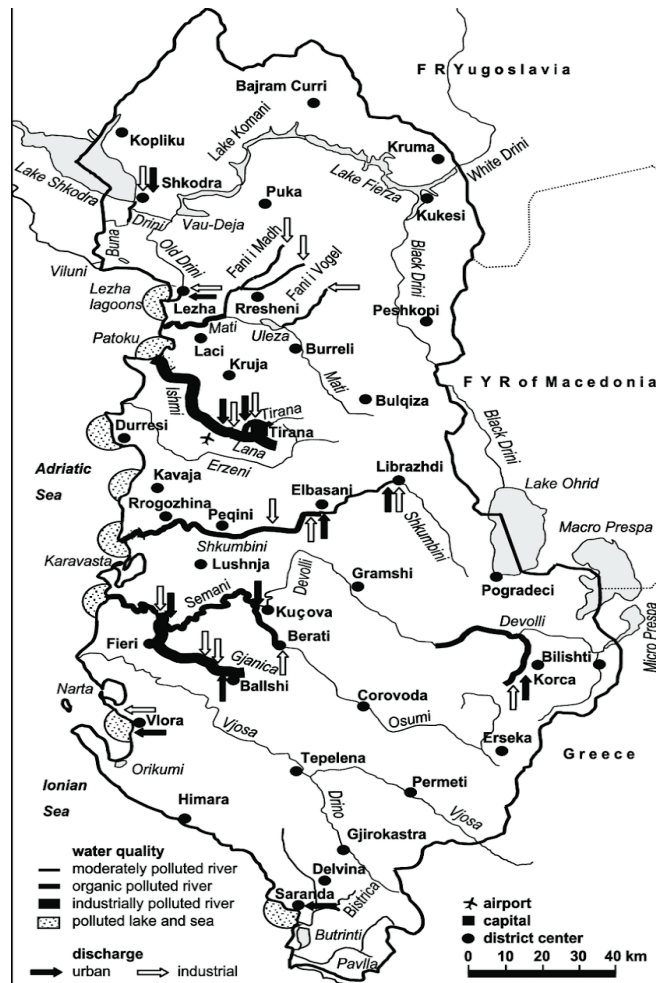 FR Yugoslavia
Bajram Curri
Kopliku
Lake Komani
Kruma
Lake Shkodra
Shkodra
Lake Fierza
White Drini
Puka
Kukesi
Drini
Vau-Deja
Buna
Old Drini
Fani i Madh
Black Drini
Viluni
Fani i Vogel
Lezha
lagoons
Lezha
Rresheni
Peshkopi
Mati
Uleza
Patoku
Laci
Burreli
Kruja
FYR of Macedonia
Ishmi
Mati
Bulqiza
Tirana
Tirana
Black Drini
Durresi
Lana
Erzeni
Adriatic
Sea
Librazhdi
Lake Ohrid
Kavaja
Elbasani
Rrogozhina
Peqini
Shkumbini
Macro Prespa
Shkumbini
Karavasta
Lushnja
Devolli
Gramshi
Pogradeci
Semani
Kuçova
Devolli
Micro Prespa
Fieri
Berati
Gjanica
Bilishti
Korca
Ballshi
Narta
Corovoda
Vlora
Vjosa
Osumi
Erseka
Greece
Orikumi
Tepelena
Ionian
Sea
Permeti
Himara
Drino
Vjosa
Gjirokastra
Delvina
Saranda
Bistrica
Butrinti
Pavlla
water quality
moderately polluted river
organic polluted river
industrially polluted river
polluted lake and sea
discharge
urban
industrial
airport
capital
district center
0 10 20 30 40 km